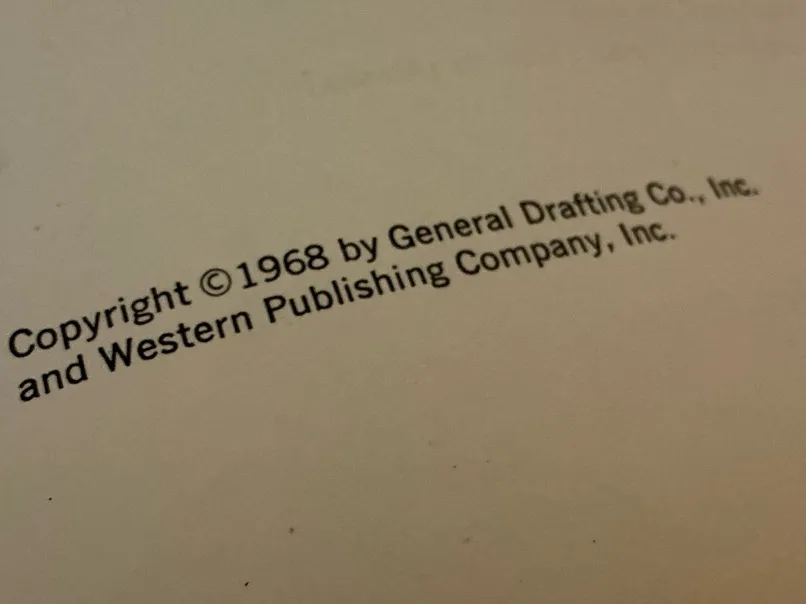 Copyright ©1968 by General Drafting Co., Inc.
and Western Publishing Company, Inc.